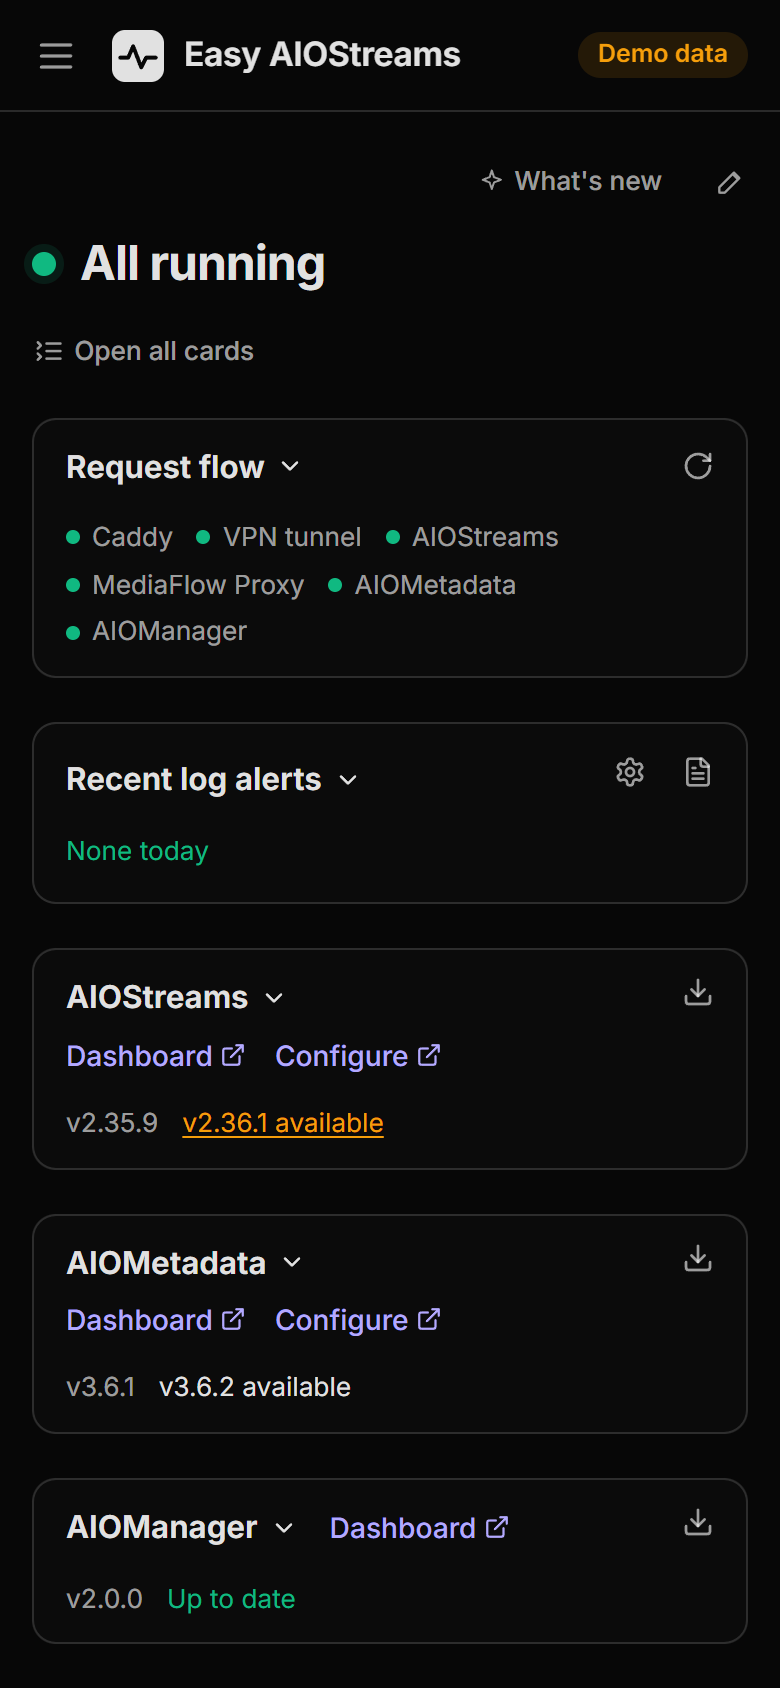 Easy AIOStreams
Demo data
What's new
All running
Open all cards
Request flow
Caddy VPN tunnel AIOStreams
MediaFlow Proxy AIOMetadata
AIOManager
Recent log alerts
None today
AIOStreams
Dashboard Configure
v2.35.9 v2.36.1 available
AIOMetadata
Dashboard Configure
v3.6.1 v3.6.2 available
AIOManager Dashboard
v2.0.0 Up to date